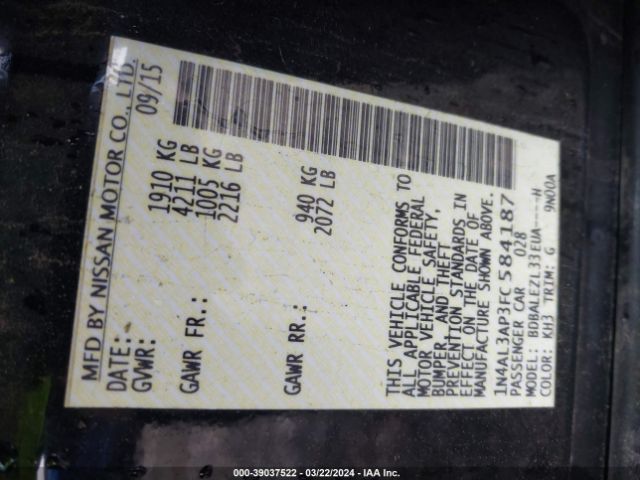 MFD BY NISSAN MOTOR CO., LTD.
DATE: 09/15
GVWR: 1910 KG
4211 LB
GAWR FR.: 1005 KG
2216 LB
GAWR RR.: 940 KG
2072 LB
THIS VEHICLE CONFORMS TO
ALL APPLICABLE FEDERAL
MOTOR VEHICLE SAFETY,
BUMPER, AND THEFT
PREVENTION STANDARDS IN
EFFECT ON THE DATE OF
MANUFACTURE SHOWN ABOVE.
1N4AL3AP3FC584187
PASSENGER CAR 028
MODEL: BDBALEZL33EUA----H
COLOR: KH3 TRIM: G 9N00A
000-39037522 - 03/22/2024 - IAA Inc.